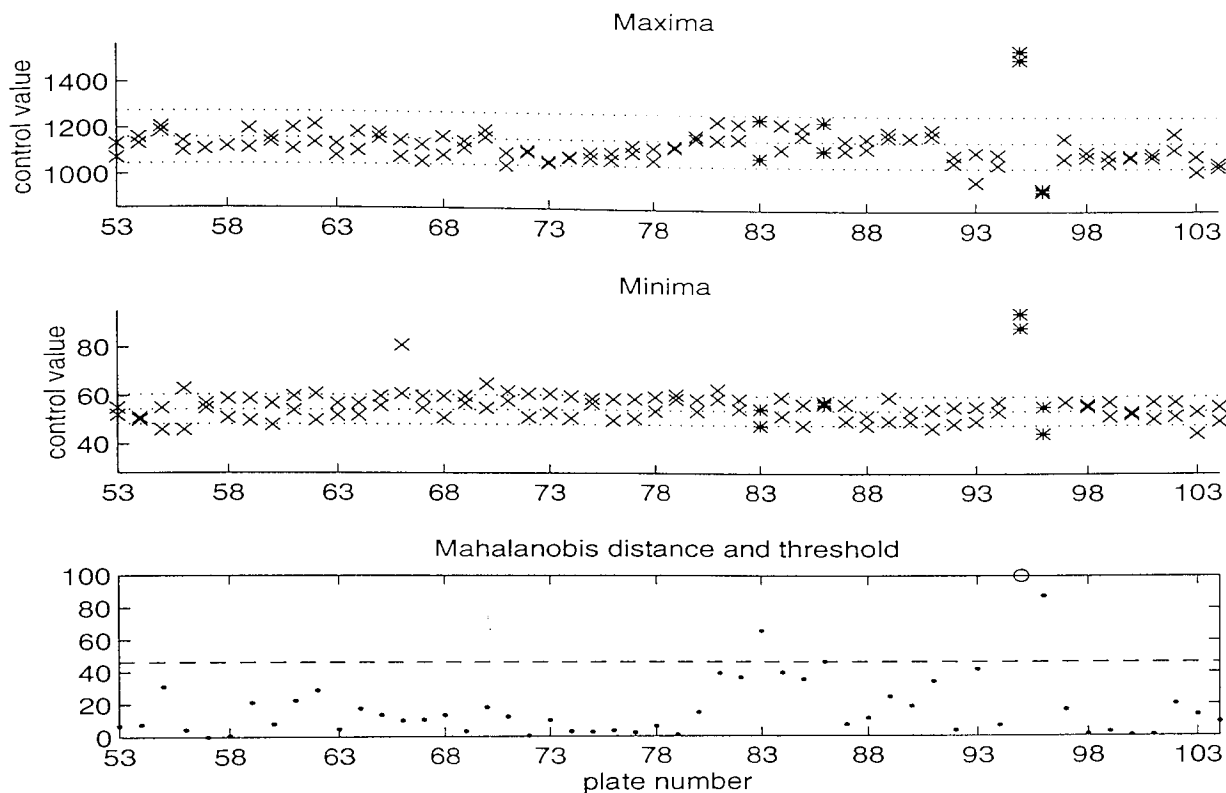 Maxima
control value
1400
1200
1000
53 58 63 68 73 78 83 88 93 98 103
Minima
control value
80
60
40
53 58 63 68 73 78 83 88 93 98 103
Mahalanobis distance and threshold
100
80
60
40
20
0
53 58 63 68 73 78 83 88 93 98 103
plate number